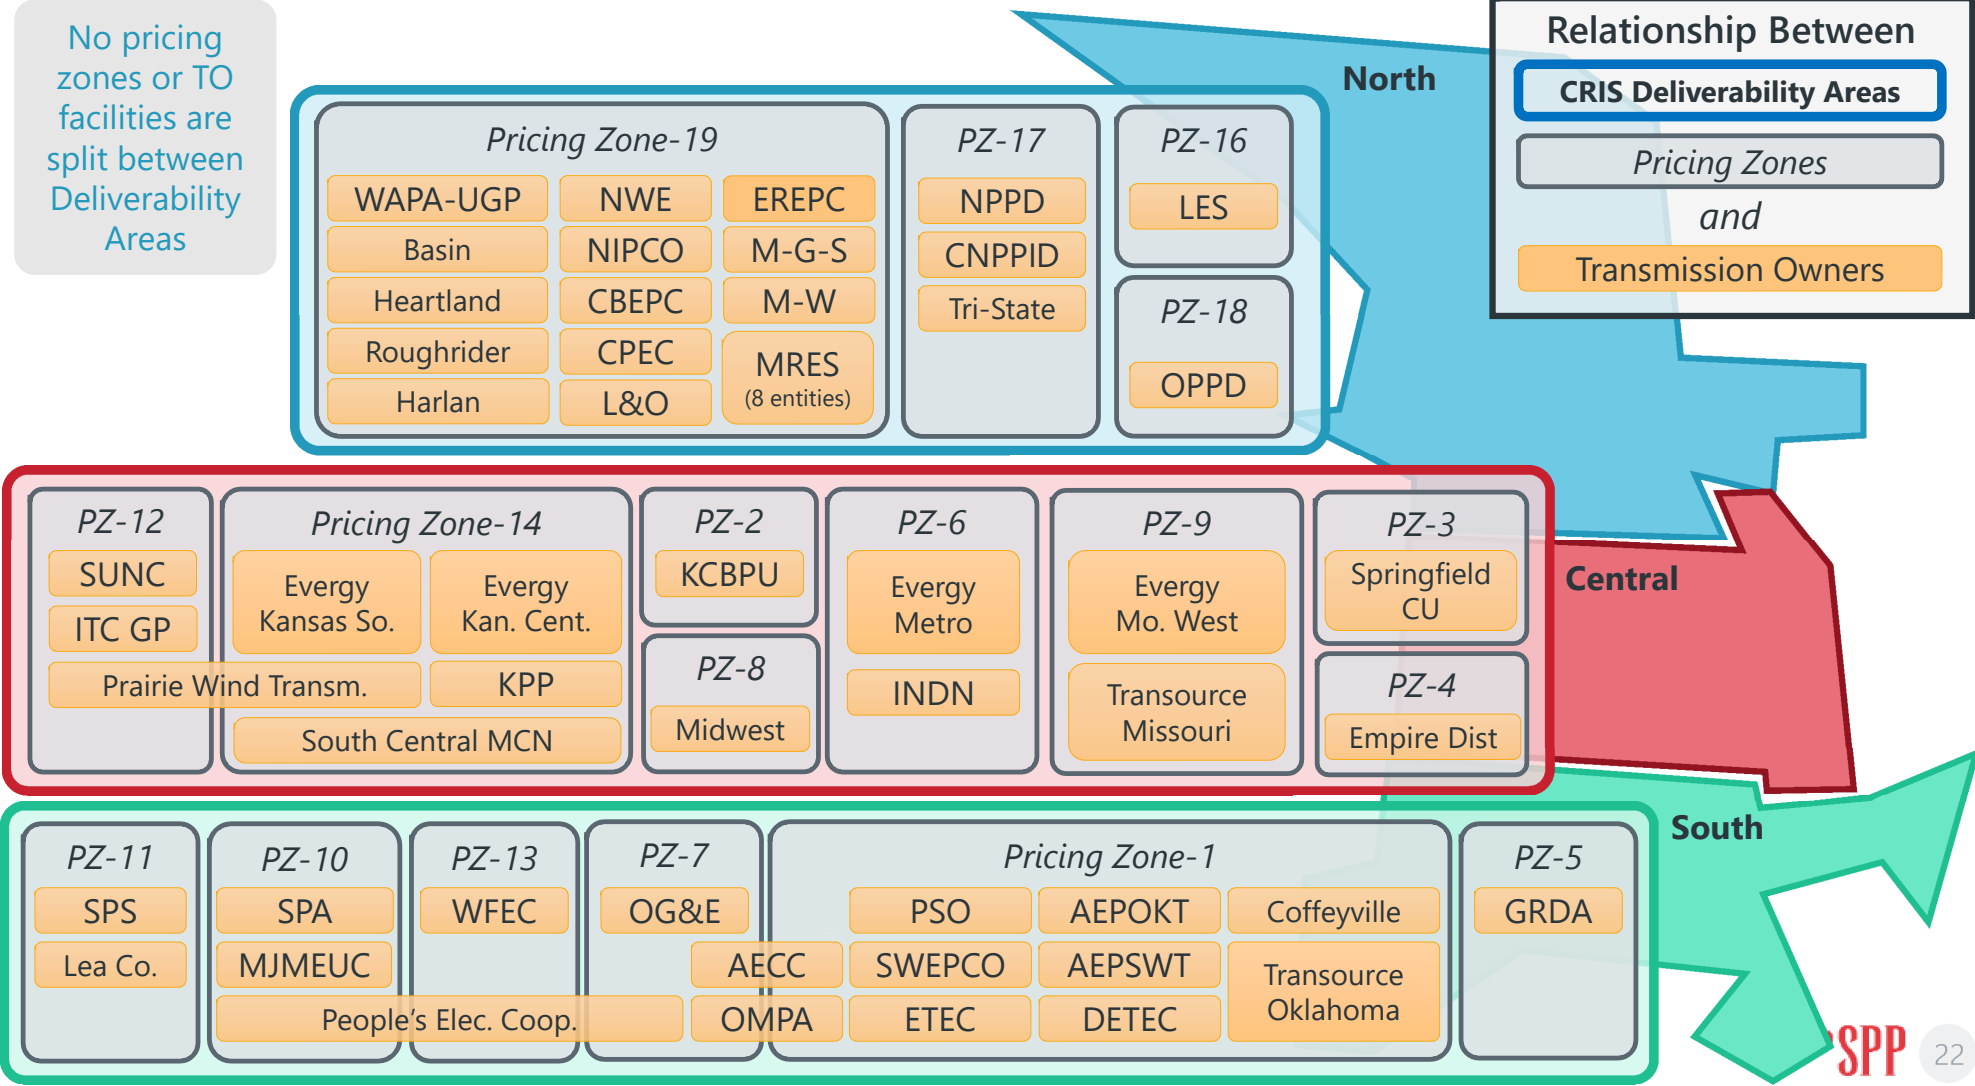 No pricing
zones or TO
facilities are
split between
Deliverability
Areas
Relationship Between
CRIS Deliverability Areas
Pricing Zones
and
Transmission Owners
North
Pricing Zone-19
WAPA-UGP
NWE
EREPC
Basin
NIPCO
M-G-S
Heartland
CBEPC
M-W
Roughrider
CPEC
MRES
(8 entities)
Harlan
L&O
PZ-17
NPPD
CNPPID
Tri-State
PZ-16
LES
PZ-18
OPPD
Central
PZ-12
SUNC
ITC GP
Prairie Wind Transm.
Pricing Zone-14
Evergy
Kansas So.
Evergy
Kan. Cent.
KPP
South Central MCN
PZ-2
KCBPU
PZ-8
Midwest
PZ-6
Evergy
Metro
INDN
PZ-9
Evergy
Mo. West
Transource
Missouri
PZ-3
Springfield
CU
PZ-4
Empire Dist
South
PZ-11
SPS
Lea Co.
PZ-10
SPA
MJMEUC
People's Elec. Coop.
PZ-13
WFEC
PZ-7
OG&E
AECC
OMPA
Pricing Zone-1
PSO
AEPOKT
Coffeyville
SWEPCO
AEPSWT
Transource
Oklahoma
ETEC
DETEC
PZ-5
GRDA
SPP
22